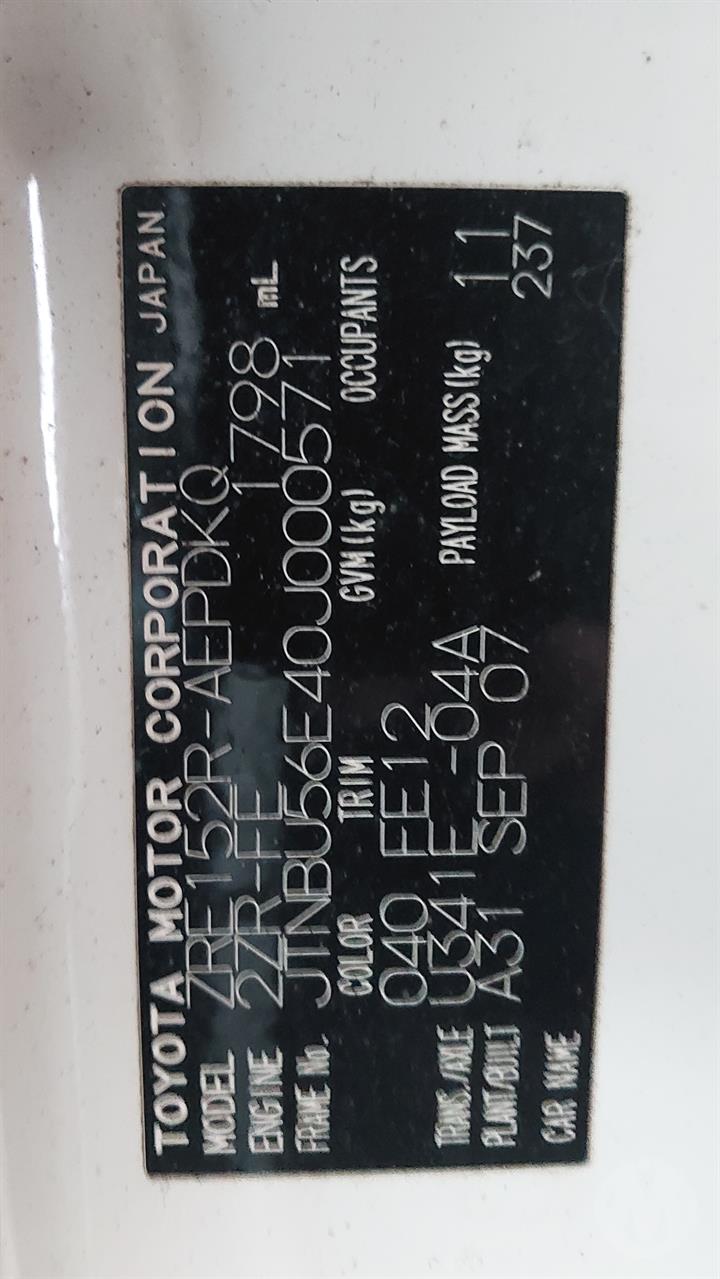 TOYOTA MOTOR CORPORATION JAPAN
MODEL ZRE152R-AEPDKQ
ENGINE 2ZR-FE 1798 mL
FRAME No. JTNBU56E40J000571
COLOR TRIM GVM(kg) OCCUPANTS
040 FE12
TRANS./AXLE U341E -04A PAYLOAD MASS(kg) 11
PLANT/BUILT A31 SEP 07 237
CAR NAME